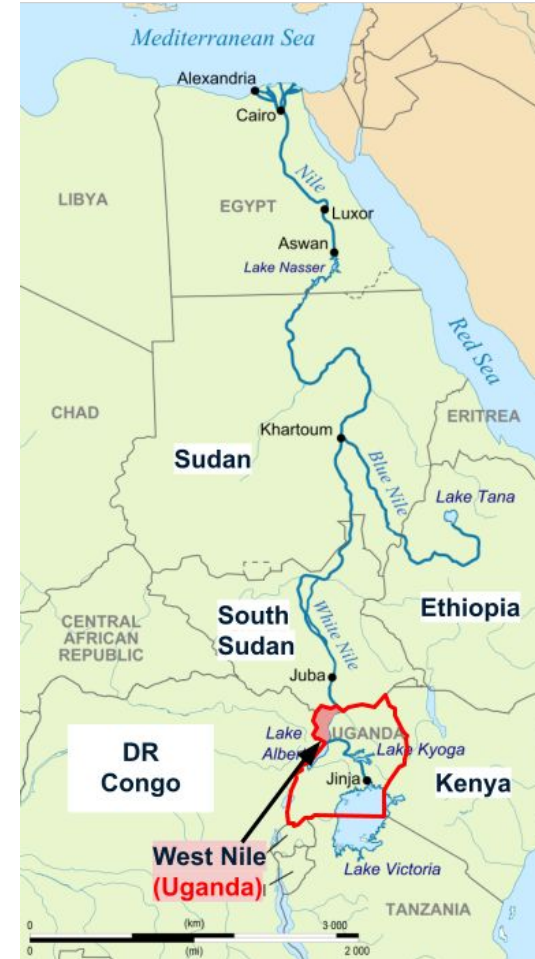 Mediterranean Sea
Alexandria
Cairo
Nile
LIBYA
EGYPT
Luxor
Aswan
Lake Nasser
Red Sea
CHAD
ERITREA
Khartoum
Sudan
Blue Nile
Lake Tana
Ethiopia
CENTRAL
AFRICAN
REPUBLIC
South
Sudan
White Nile
Juba
Lake
Albert
UGANDA
Lake Kyoga
DR
Congo
Jinja
Kenya
West Nile
(Uganda)
Lake Victoria
TANZANIA
0 (km) 3 000
0 (mi) 2 000